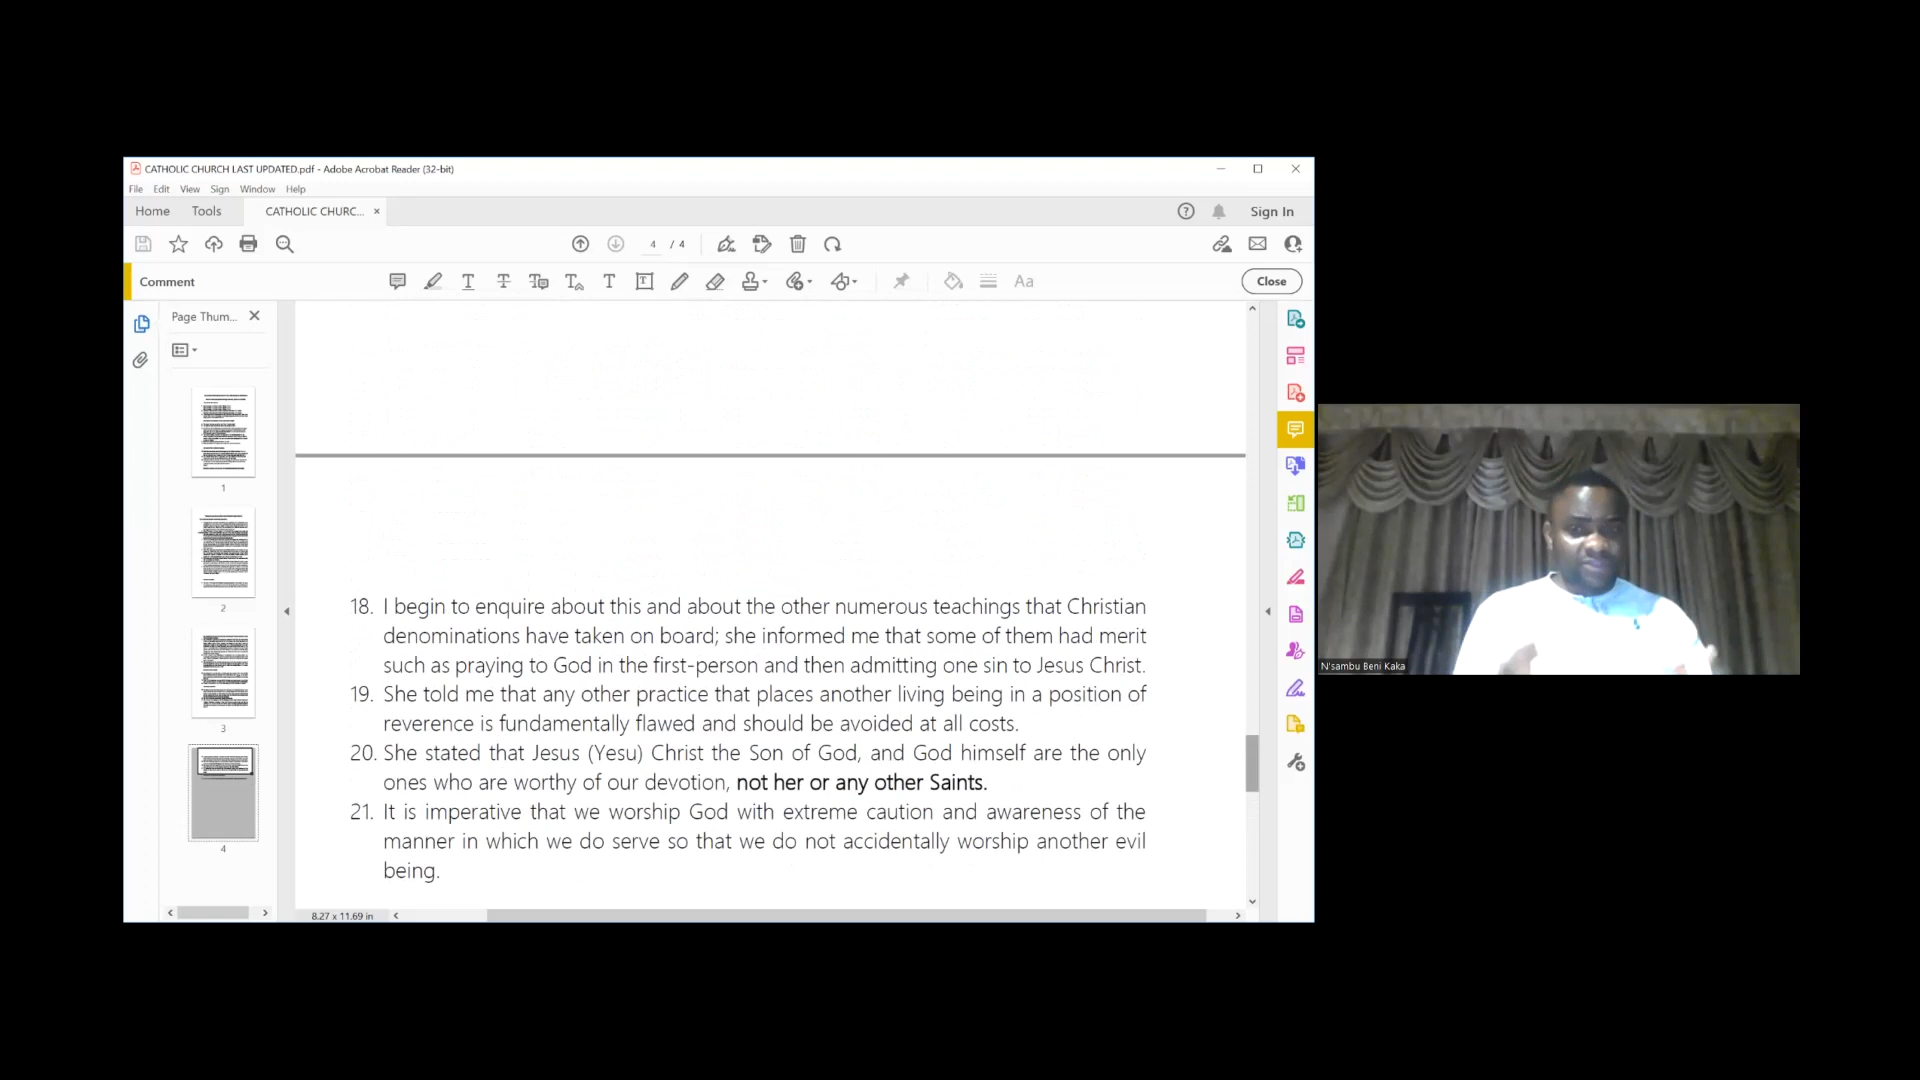 CATHOLIC CHURCH LAST UPDATED.pdf - Adobe Acrobat Reader (32-bit)
File Edit View Sign Window Help
Home Tools CATHOLIC CHURC... × Sign In
4 / 4
Comment Close
Page Thum...
1
2
3
4
18. I begin to enquire about this and about the other numerous teachings that Christian
denominations have taken on board; she informed me that some of them had merit
such as praying to God in the first-person and then admitting one sin to Jesus Christ.
19. She told me that any other practice that places another living being in a position of
reverence is fundamentally flawed and should be avoided at all costs.
20. She stated that Jesus (Yesu) Christ the Son of God, and God himself are the only
ones who are worthy of our devotion, not her or any other Saints.
21. It is imperative that we worship God with extreme caution and awareness of the
manner in which we do serve so that we do not accidentally worship another evil
being.
8.27 x 11.69 in
N'sambu Beni Kaka